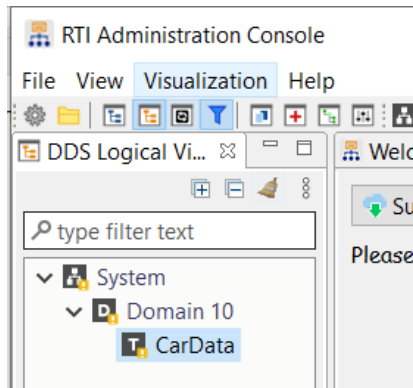 RTI Administration Console
File View Visualization Help
DDS Logical Vi...
Welc
type filter text
Su
Please
System
D Domain 10
T CarData